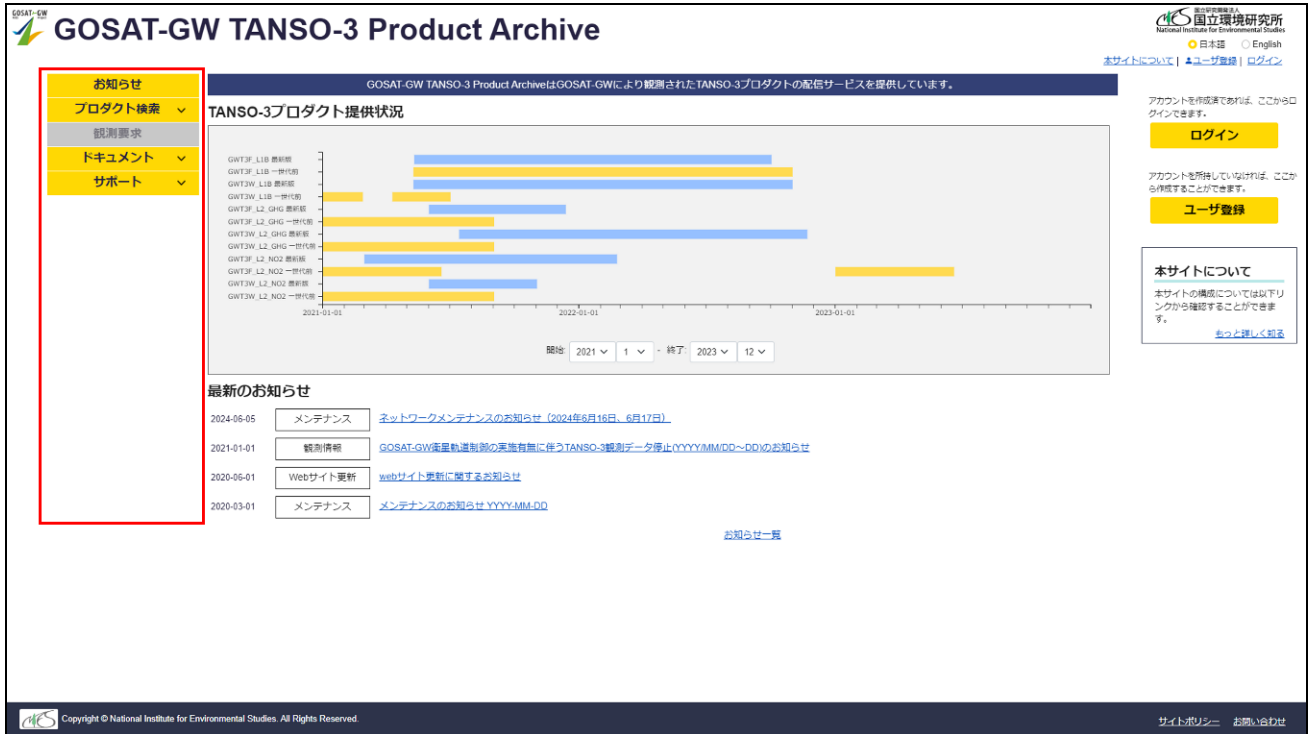 GOSAT-GW
GOSAT-GW TANSO-3 Product Archive
国立研究開発法人
国立環境研究所
National Institute for Environmental Studies
日本語 English
本サイトについて | ユーザ登録 | ログイン
お知らせ
プロダクト検索
観測要求
ドキュメント
サポート
GOSAT-GW TANSO-3 Product ArchiveはGOSAT-GWにより観測されたTANSO-3プロダクトの配信サービスを提供しています。
TANSO-3プロダクト提供状況
GWT3F_L1B 最新版
GWT3F_L1B 一世代前
GWT3W_L1B 最新版
GWT3W_L1B 一世代前
GWT3F_L2_GHG 最新版
GWT3F_L2_GHG 一世代前
GWT3W_L2_GHG 最新版
GWT3W_L2_GHG 一世代前
GWT3F_L2_NO2 最新版
GWT3F_L2_NO2 一世代前
GWT3W_L2_NO2 最新版
GWT3W_L2_NO2 一世代前
2021-01-01 2022-01-01 2023-01-01
開始: 2021 1 - 終了: 2023 12
最新のお知らせ
2024-06-05 メンテナンス ネットワークメンテナンスのお知らせ（2024年6月16日、6月17日）
2021-01-01 観測情報 GOSAT-GW衛星軌道制御の実施有無に伴うTANSO-3観測データ停止(YYYY/MM/DD～DD)のお知らせ
2020-06-01 Webサイト更新 webサイト更新に関するお知らせ
2020-03-01 メンテナンス メンテナンスのお知らせ YYYY-MM-DD
お知らせ一覧
アカウントを作成済であれば、ここからロ
グインできます。
ログイン
アカウントを所持していなければ、ここか
ら作成することができます。
ユーザ登録
本サイトについて
本サイトの構成については以下リ
ンクから確認することができま
す。
もっと詳しく知る
Copyright © National Institute for Environmental Studies. All Rights Reserved.
サイトポリシー お問い合わせ